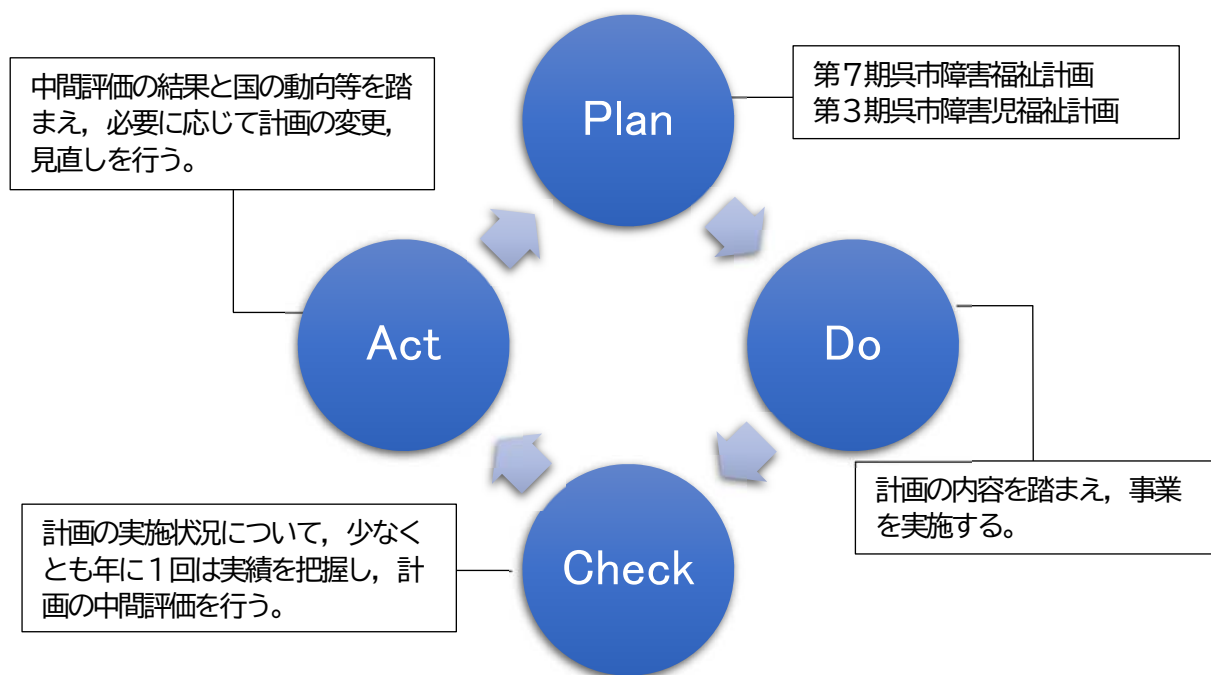 Plan
第７期呉市障害福祉計画
第３期呉市障害児福祉計画
中間評価の結果と国の動向等を踏
まえ，必要に応じて計画の変更，
見直しを行う。
Act
Do
計画の内容を踏まえ，事業
を実施する。
Check
計画の実施状況について，少なく
とも年に１回は実績を把握し，計
画の中間評価を行う。